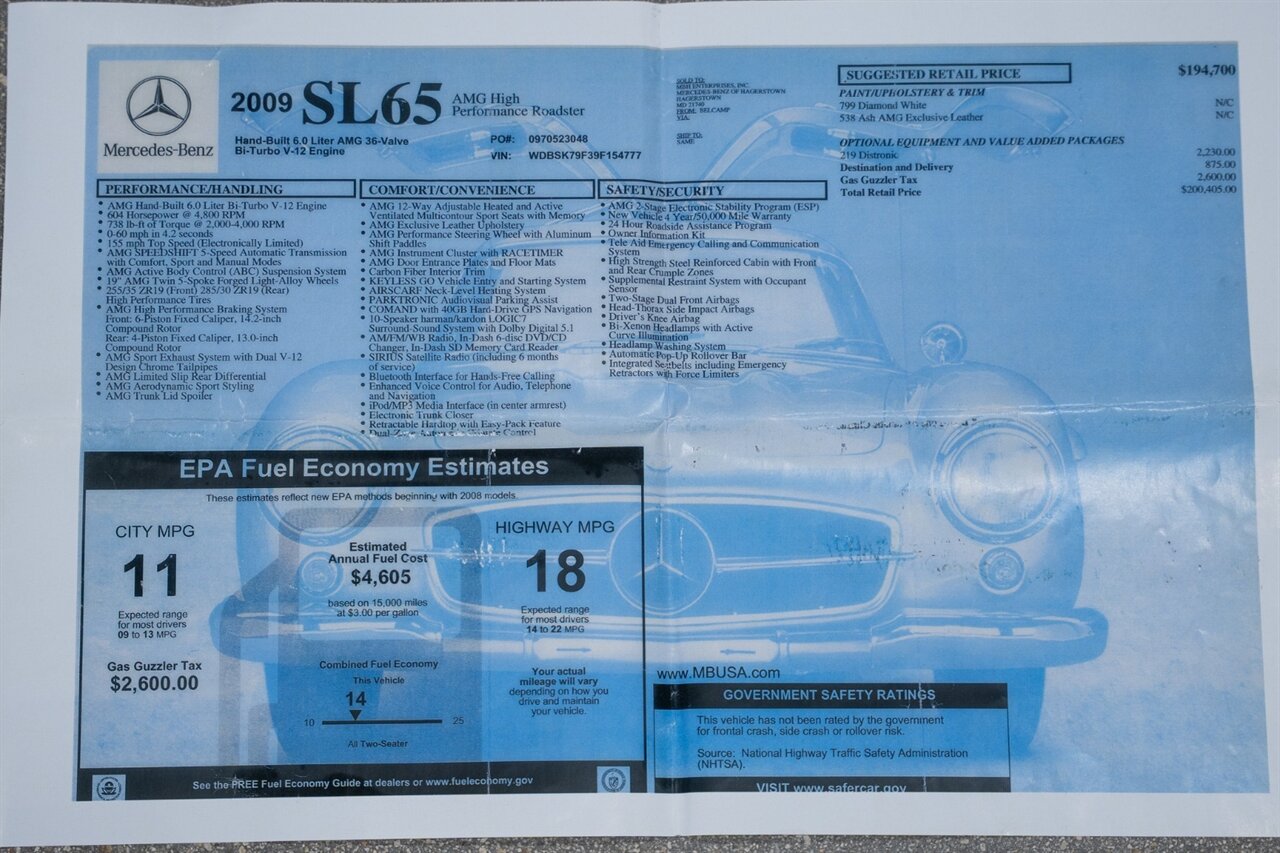 Mercedes-Benz
2009 SL65 AMG High
Performance Roadster
Hand-Built 6.0 Liter AMG 36-Valve
Bi-Turbo V-12 Engine
PO#: 0970523048
VIN: WDBSK79F39F154777
SOLD TO:
MBH ENTERPRISES, INC.
MERCEDES-BENZ OF HAGERSTOWN
HAGERSTOWN
MD 21740
FROM: BELCAMP
VIA:
SHIP TO:
SAME
SUGGESTED RETAIL PRICE $194,700
PAINT/UPHOLSTERY & TRIM
799 Diamond White N/C
538 Ash AMG Exclusive Leather N/C
OPTIONAL EQUIPMENT AND VALUE ADDED PACKAGES
219 Distronic 2,230.00
Destination and Delivery 875.00
Gas Guzzler Tax 2,600.00
Total Retail Price $200,405.00
PERFORMANCE/HANDLING
* AMG Hand-Built 6.0 Liter Bi-Turbo V-12 Engine
* 604 Horsepower @ 4,800 RPM
* 738 lb-ft of Torque @ 2,000-4,000 RPM
* 0-60 mph in 4.2 seconds
* 155 mph Top Speed (Electronically Limited)
* AMG SPEEDSHIFT 5-Speed Automatic Transmission
with Comfort, Sport and Manual Modes
* AMG Active Body Control (ABC) Suspension System
* 19" AMG Twin 5-Spoke Forged Light-Alloy Wheels
* 255/35 ZR19 (Front) 285/30 ZR19 (Rear)
High Performance Tires
* AMG High Performance Braking System
Front: 6-Piston Fixed Caliper, 14.2-inch
Compound Rotor
Rear: 4-Piston Fixed Caliper, 13.0-inch
Compound Rotor
* AMG Sport Exhaust System with Dual V-12
Design Chrome Tailpipes
* AMG Limited Slip Rear Differential
* AMG Aerodynamic Sport Styling
* AMG Trunk Lid Spoiler
COMFORT/CONVENIENCE
* AMG 12-Way Adjustable Heated and Active
Ventilated Multicontour Sport Seats with Memory
* AMG Exclusive Leather Upholstery
* AMG Performance Steering Wheel with Aluminum
Shift Paddles
* AMG Instrument Cluster with RACETIMER
* AMG Door Entrance Plates and Floor Mats
* Carbon Fiber Interior Trim
* KEYLESS GO Vehicle Entry and Starting System
* AIRSCARF Neck-Level Heating System
* PARKTRONIC Audiovisual Parking Assist
* COMAND with 40GB Hard-Drive GPS Navigation
* 10-Speaker harman/kardon LOGIC7
Surround-Sound System with Dolby Digital 5.1
* AM/FM/WB Radio, In-Dash 6-disc DVD/CD
Changer, In-Dash SD Memory Card Reader
* SIRIUS Satellite Radio (including 6 months
of service)
* Bluetooth Interface for Hands-Free Calling
* Enhanced Voice Control for Audio, Telephone
and Navigation
* iPod/MP3 Media Interface (in center armrest)
* Electronic Trunk Closer
* Retractable Hardtop with Easy-Pack Feature
* Dual-Zone Automatic Climate Control
SAFETY/SECURITY
* AMG 2-Stage Electronic Stability Program (ESP)
* New Vehicle 4 Year/50,000 Mile Warranty
* 24 Hour Roadside Assistance Program
* Owner Information Kit
* Tele Aid Emergency Calling and Communication
System
* High Strength Steel Reinforced Cabin with Front
and Rear Crumple Zones
* Supplemental Restraint System with Occupant
Sensor
* Two-Stage Dual Front Airbags
* Head-Thorax Side Impact Airbags
* Driver's Knee Airbag
* Bi-Xenon Headlamps with Active
Curve Illumination
* Headlamp Washing System
* Automatic Pop-Up Rollover Bar
* Integrated Segbelts including Emergency
Retractors with Force Limiters
EPA Fuel Economy Estimates
These estimates reflect new EPA methods beginning with 2008 models.
CITY MPG
11
Expected range
for most drivers
09 to 13 MPG
Gas Guzzler Tax
$2,600.00
Estimated
Annual Fuel Cost
$4,605
based on 15,000 miles
at $3.00 per gallon
Combined Fuel Economy
This Vehicle
14
10 25
All Two-Seater
HIGHWAY MPG
18
Expected range
for most drivers
14 to 22 MPG
Your actual
mileage will vary
depending on how you
drive and maintain
your vehicle.
See the FREE Fuel Economy Guide at dealers or www.fueleconomy.gov
www.MBUSA.com
GOVERNMENT SAFETY RATINGS
This vehicle has not been rated by the government
for frontal crash, side crash or rollover risk.
Source: National Highway Traffic Safety Administration
(NHTSA).
VISIT www.safercar.gov